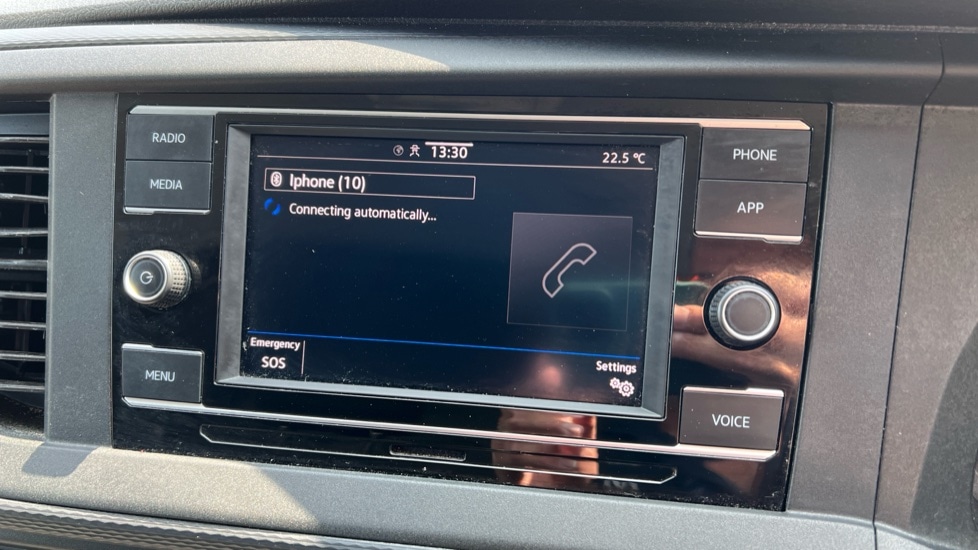 RADIO
MEDIA
MENU
13:30
22.5 °C
Iphone (10)
Connecting automatically...
Emergency
SOS
Settings
PHONE
APP
VOICE